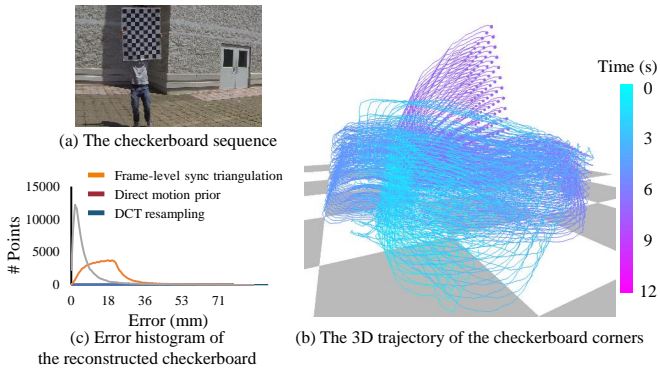 (a) The checkerboard sequence
Frame-level sync triangulation
Direct motion prior
DCT resampling
15000
10000
5000
0
# Points
0 18 36 54 71
Error (mm)
(c) Error histogram of
the reconstructed checkerboard
Time (s)
0
3
6
9
12
(b) The 3D trajectory of the checkerboard corners